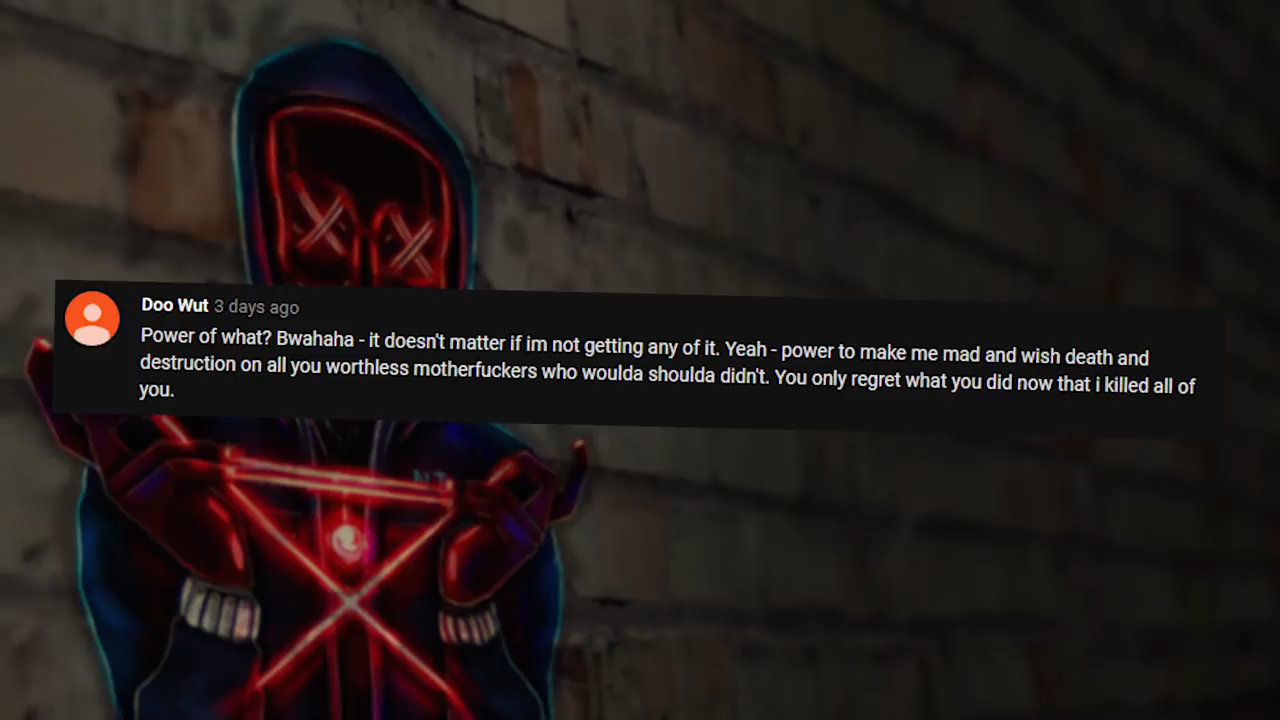 Doo Wut 3 days ago
Power of what? Bwahaha - it doesn't matter if im not getting any of it. Yeah - power to make me mad and wish death and
destruction on all you worthless motherfuckers who woulda shoulda didn't. You only regret what you did now that i killed all of
you.